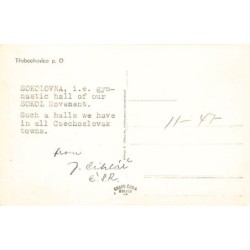 Třebechovice p. O
SOKOLOVNA, i.e. gym-
nastic hall of our
SOKOL Movement.
Such a halls we have
in all Czechoslovak
towns.
11-47
from
J.
ČSR